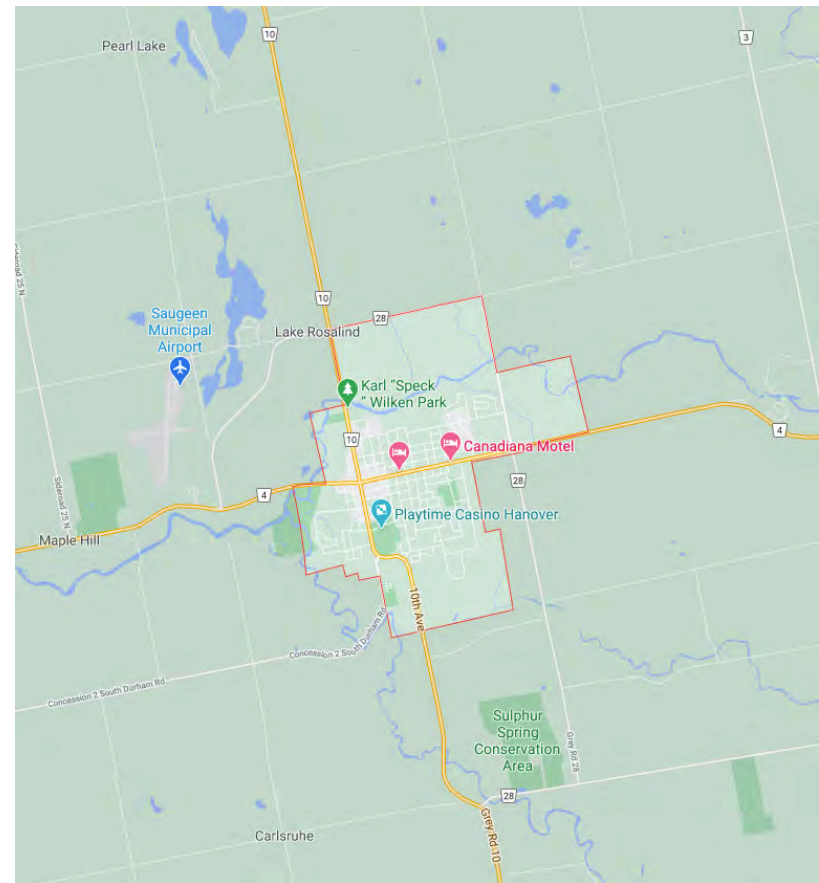 Pearl Lake
10
3
Sideroad 25 N
Saugeen
Municipal
Airport
10
28
Lake Rosalind
Karl “Speck
” Wilken Park
10
Canadiana Motel
4
4
28
Sideroad 25 N
Playtime Casino Hanover
Maple Hill
10th Ave
Concession 2 South Durham Rd
Concession 2 South Durham Rd
Sulphur
Spring
Conservation
Area
Grey Rd 28
28
Grey Rd 10
Carlsruhe